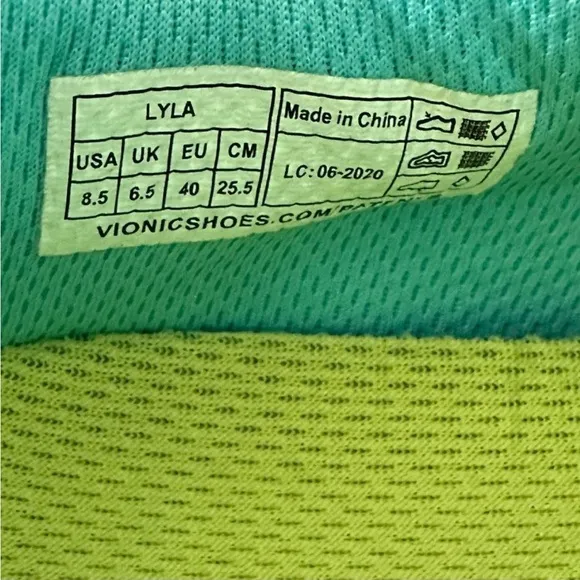 LYLA
USA UK EU CM
8.5 6.5 40 25.5
Made in China
LC: 06-2020
VIONICSHOES.COM/PATENTS